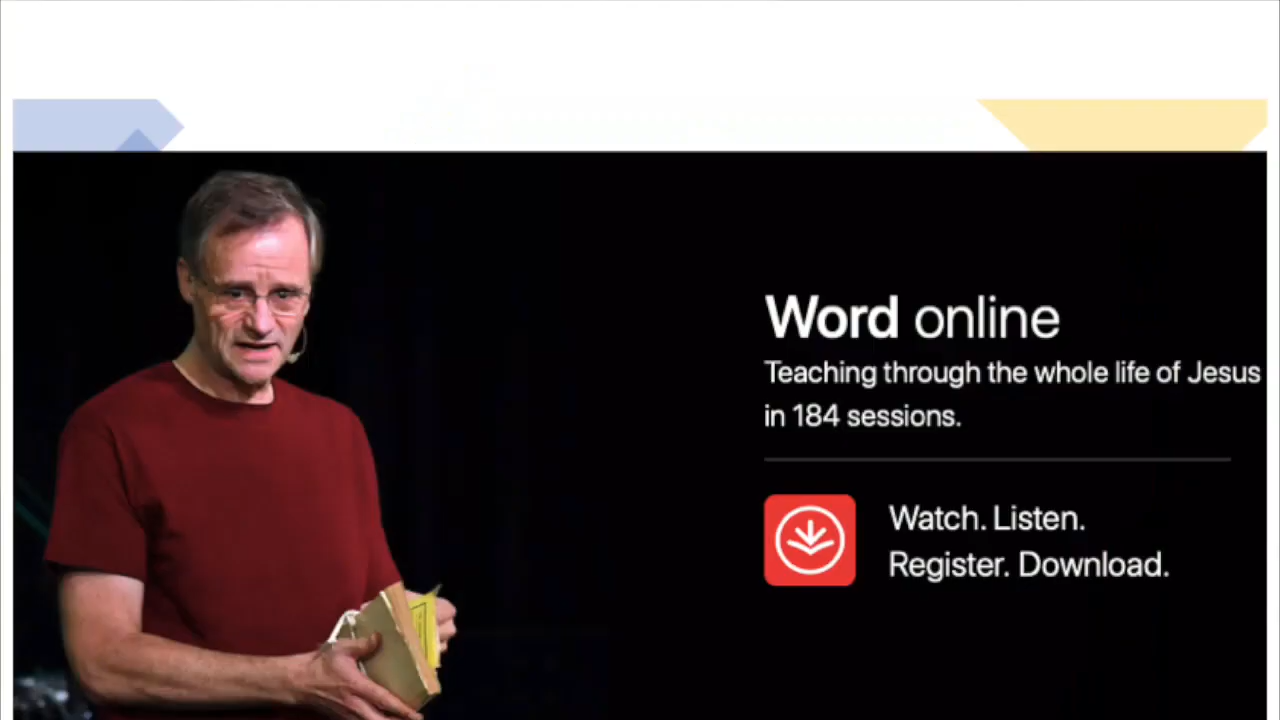 Word online
Teaching through the whole life of Jesus
in 184 sessions.
Watch. Listen.
Register. Download.